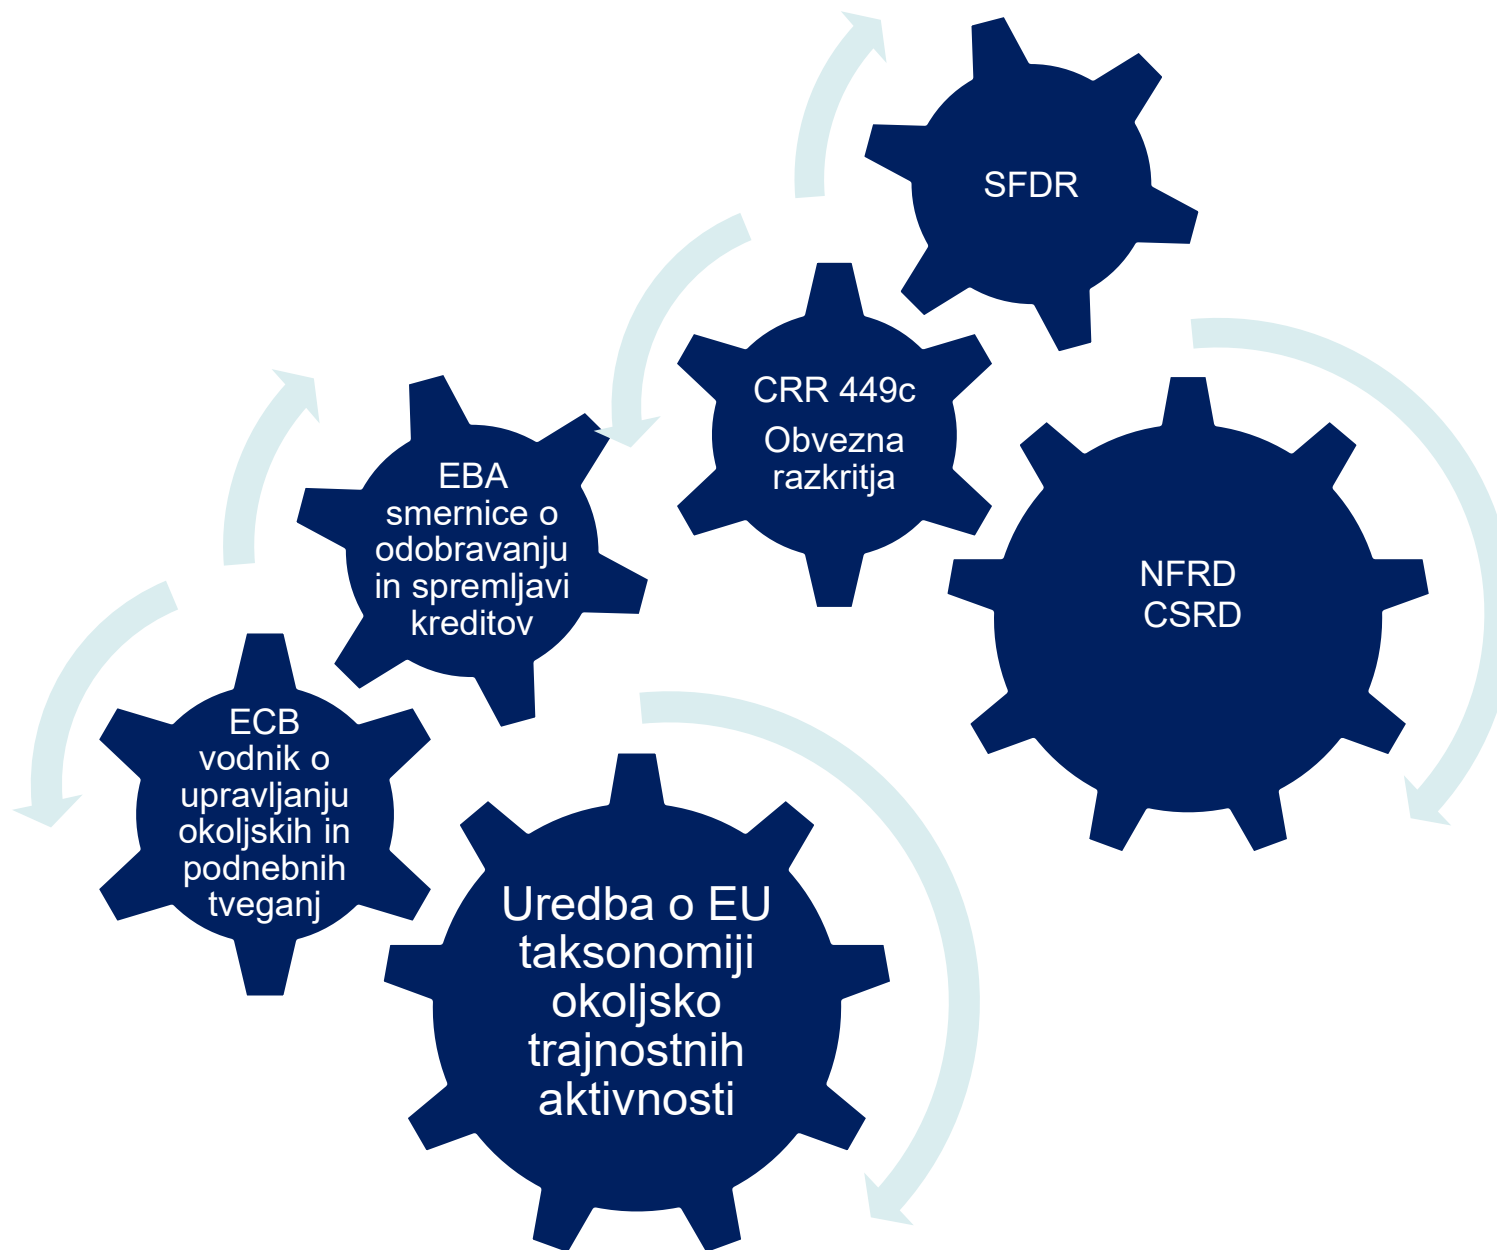 SFDR
CRR 449c
Obvezna
razkritja
EBA
smernice o
odobravanju
in spremljavi
kreditov
NFRD
CSRD
ECB
vodnik o
upravljanju
okoljskih in
podnebnih
tveganj
Uredba o EU
taksonomiji
okoljsko
trajnostnih
aktivnosti